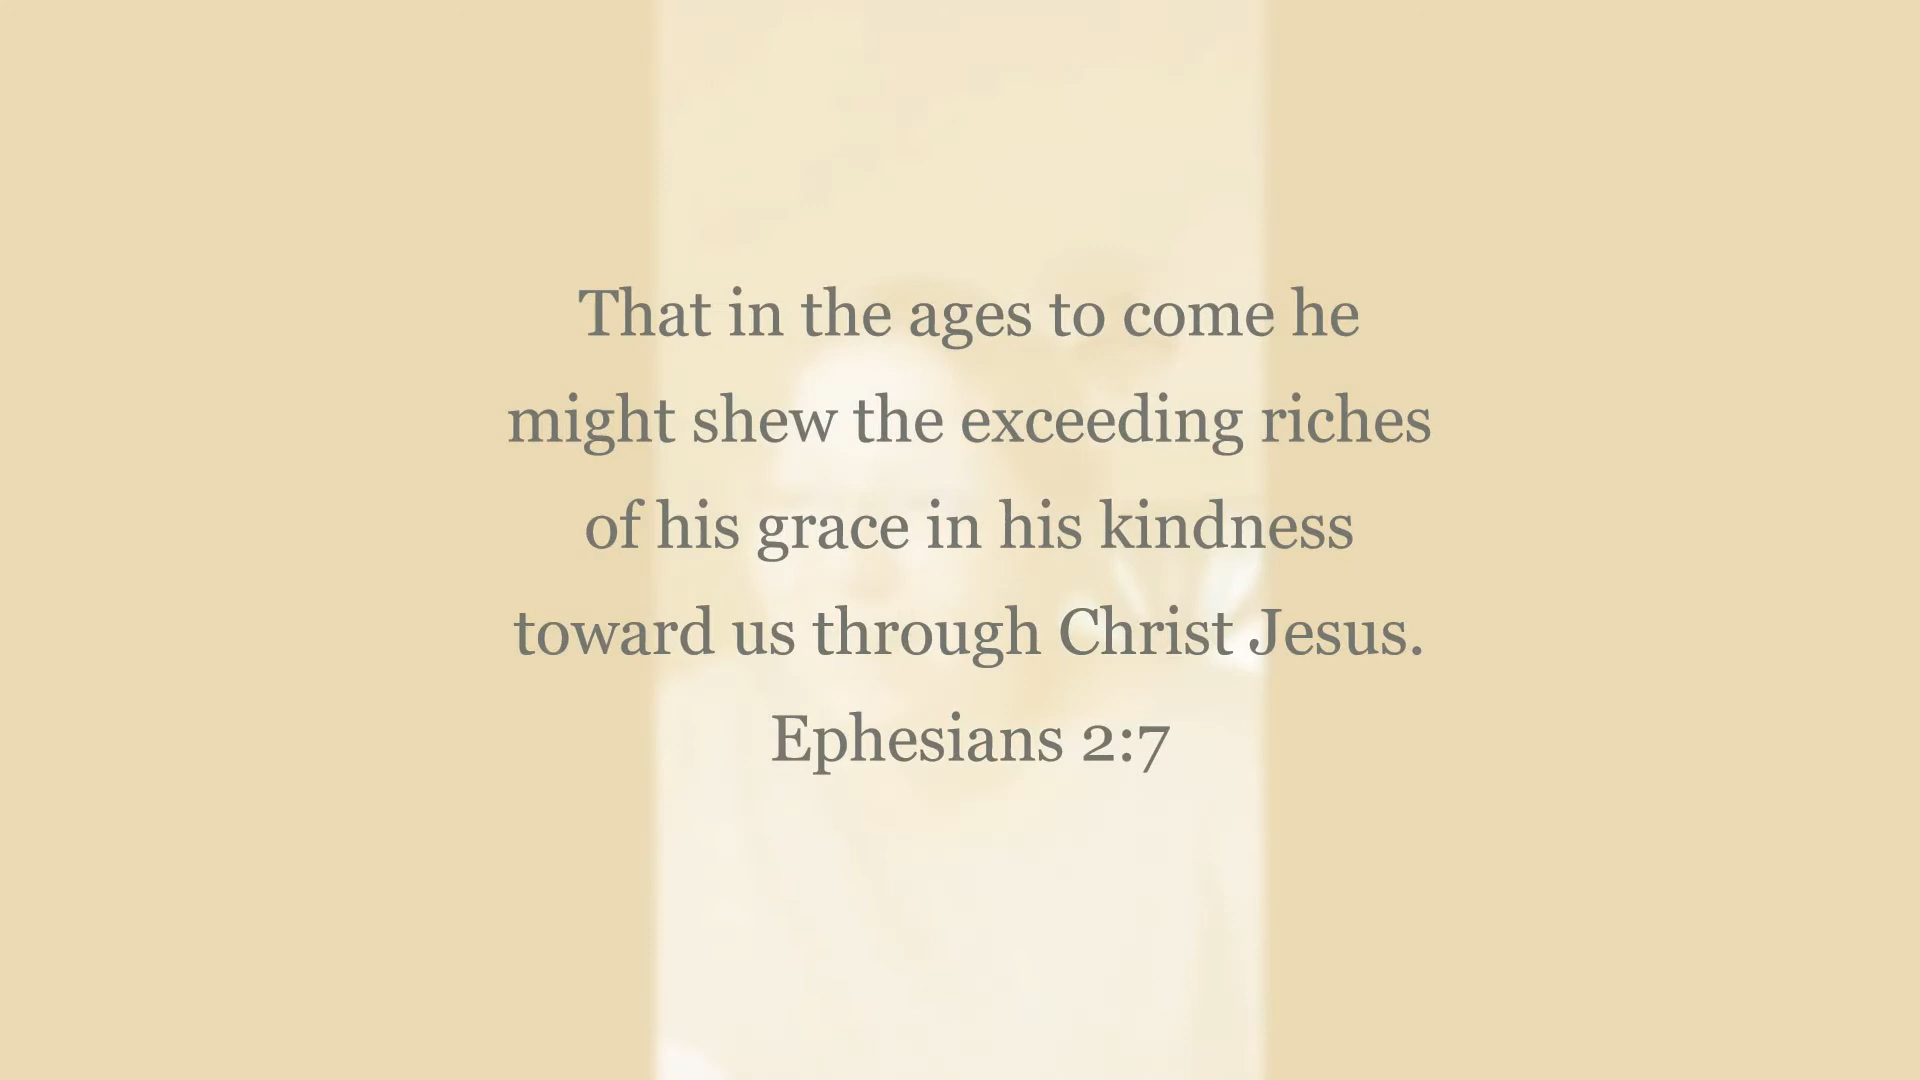 That in the ages to come he
might shew the exceeding riches
of his grace in his kindness
toward us through Christ Jesus.
Ephesians 2:7